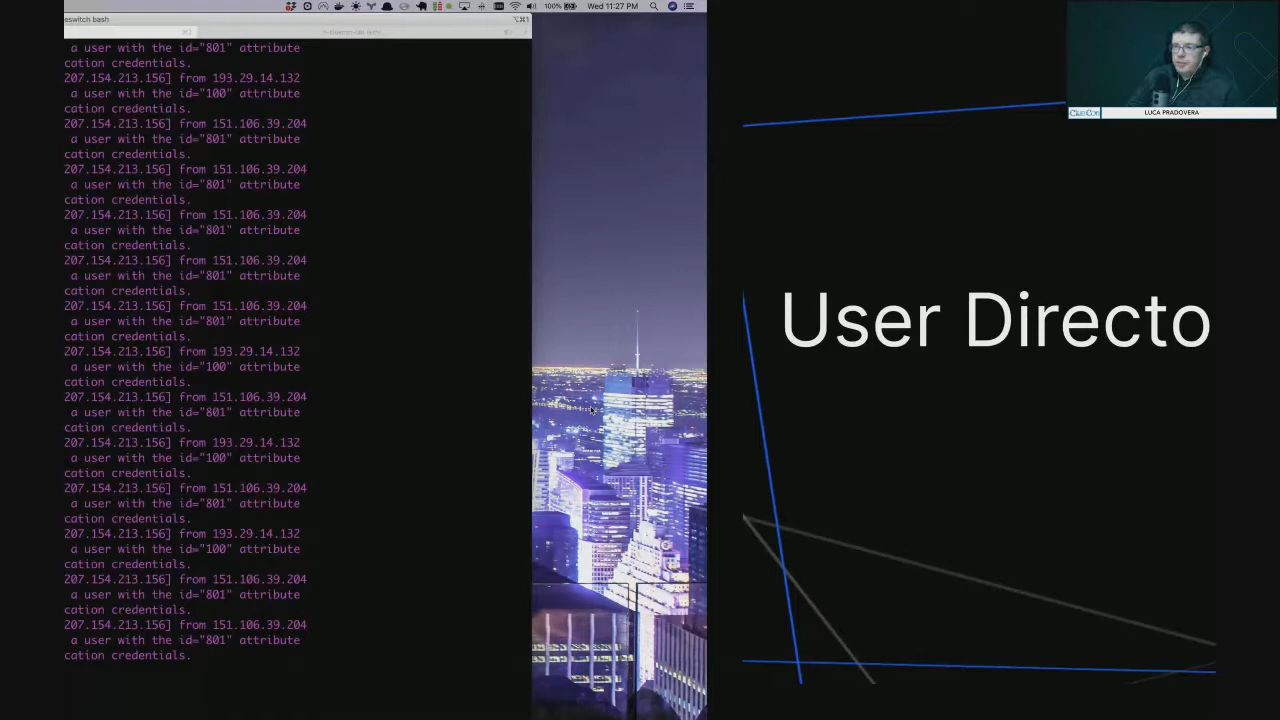 100%
Wed 11:27 PM
eswitch bash
⌥⌘1
⌘2
a user with the id="801" attribute
cation credentials.
207.154.213.156] from 193.29.14.132
a user with the id="100" attribute
cation credentials.
207.154.213.156] from 151.106.39.204
a user with the id="801" attribute
cation credentials.
207.154.213.156] from 151.106.39.204
a user with the id="801" attribute
cation credentials.
207.154.213.156] from 151.106.39.204
a user with the id="801" attribute
cation credentials.
207.154.213.156] from 151.106.39.204
a user with the id="801" attribute
cation credentials.
207.154.213.156] from 151.106.39.204
a user with the id="801" attribute
cation credentials.
207.154.213.156] from 193.29.14.132
a user with the id="100" attribute
cation credentials.
207.154.213.156] from 151.106.39.204
a user with the id="801" attribute
cation credentials.
207.154.213.156] from 193.29.14.132
a user with the id="100" attribute
cation credentials.
207.154.213.156] from 151.106.39.204
a user with the id="801" attribute
cation credentials.
207.154.213.156] from 193.29.14.132
a user with the id="100" attribute
cation credentials.
207.154.213.156] from 151.106.39.204
a user with the id="801" attribute
cation credentials.
207.154.213.156] from 151.106.39.204
a user with the id="801" attribute
cation credentials.
User Directo
ClueCon
LUCA PRADOVERA